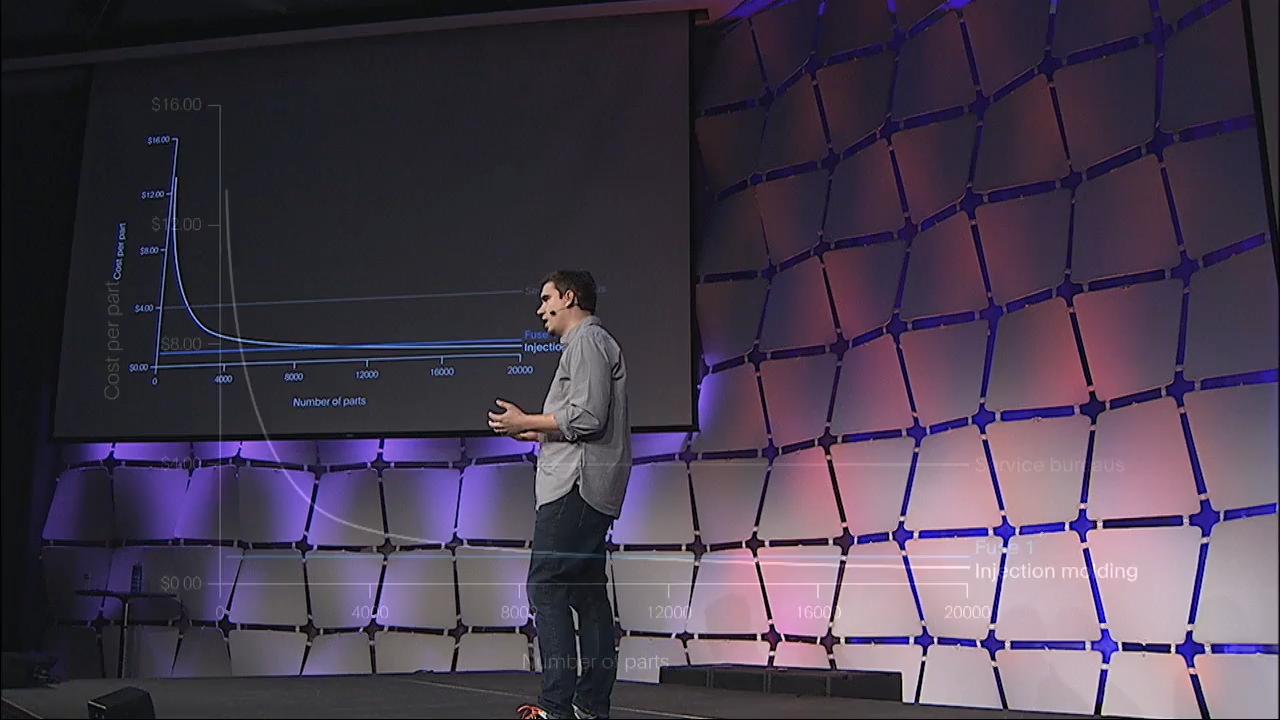 $16.00
$12.00
$8.00
$4.00
$0.00
Cost per part
0
4000
8000
12000
16000
20000
Number of parts
Fuse
Injectio
$16.00
$12.00
$8.00
$4.00
$0.00
Cost per part
0
4000
8000
12000
16000
20000
Number of parts
Service bureaus
Fuse 1
Injection molding